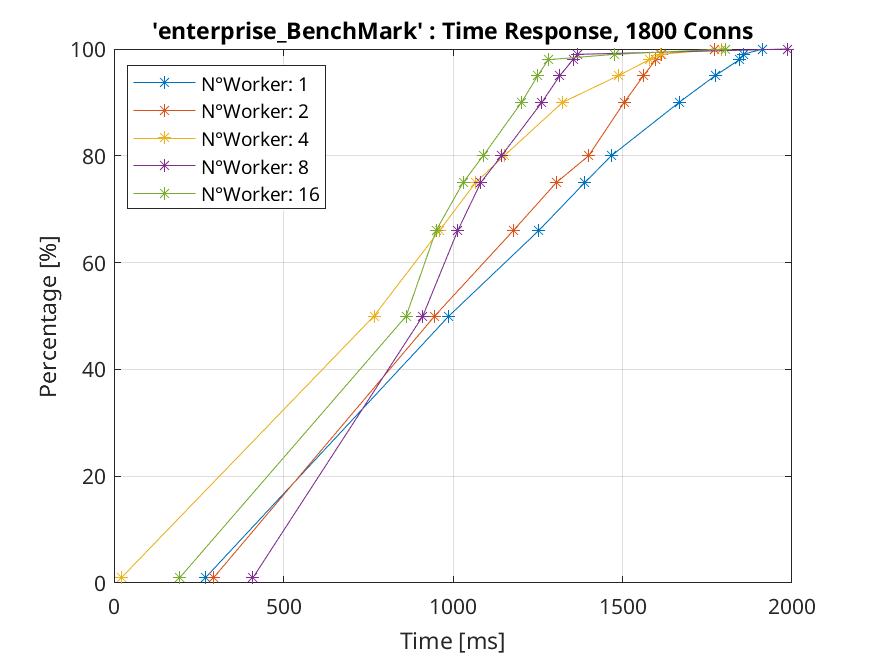 'enterprise_BenchMark' : Time Response, 1800 Conns
100
80
60
40
20
0
Percentage [%]
N°Worker: 1
N°Worker: 2
N°Worker: 4
N°Worker: 8
N°Worker: 16
0 500 1000 1500 2000
Time [ms]